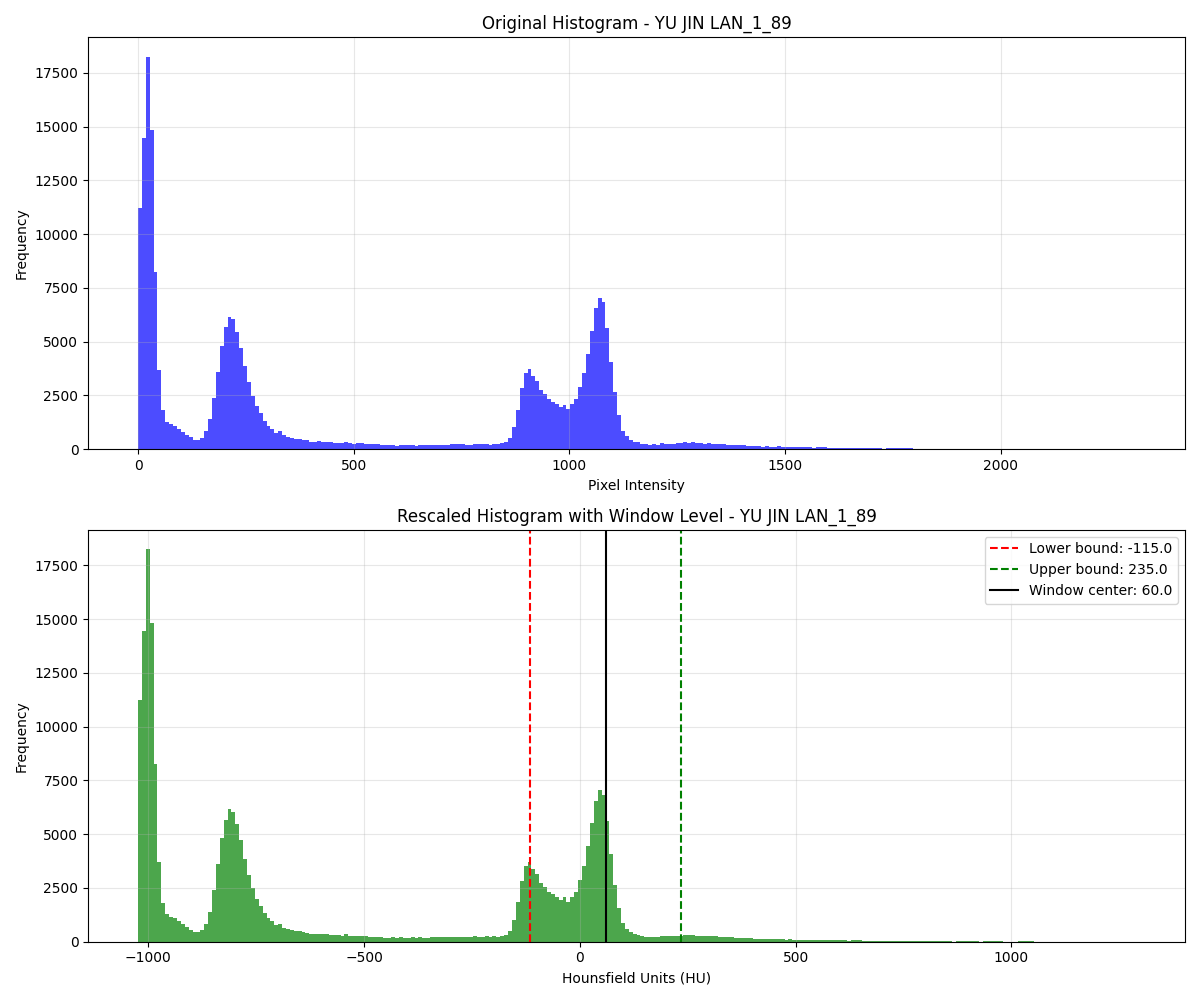 Original Histogram - YU JIN LAN_1_89
17500
15000
12500
10000
7500
5000
2500
0
Frequency
0 500 1000 1500 2000
Pixel Intensity
Rescaled Histogram with Window Level - YU JIN LAN_1_89
Lower bound: -115.0
Upper bound: 235.0
Window center: 60.0
17500
15000
12500
10000
7500
5000
2500
0
Frequency
−1000 −500 0 500 1000
Hounsfield Units (HU)